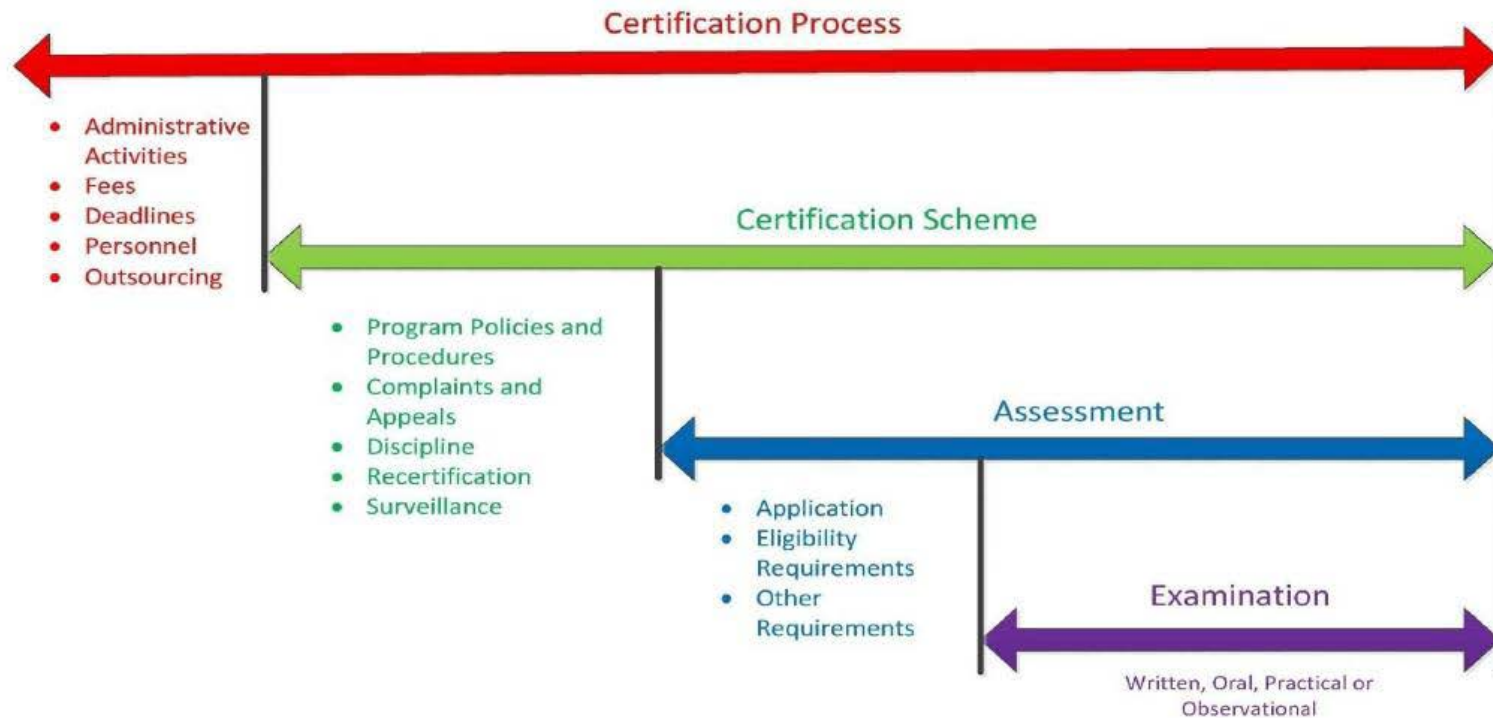 Certification Process
• Administrative
Activities
• Fees
• Deadlines
• Personnel
• Outsourcing
Certification Scheme
• Program Policies and
Procedures
• Complaints and
Appeals
• Discipline
• Recertification
• Surveillance
Assessment
• Application
• Eligibility
Requirements
• Other
Requirements
Examination
Written, Oral, Practical or
Observational